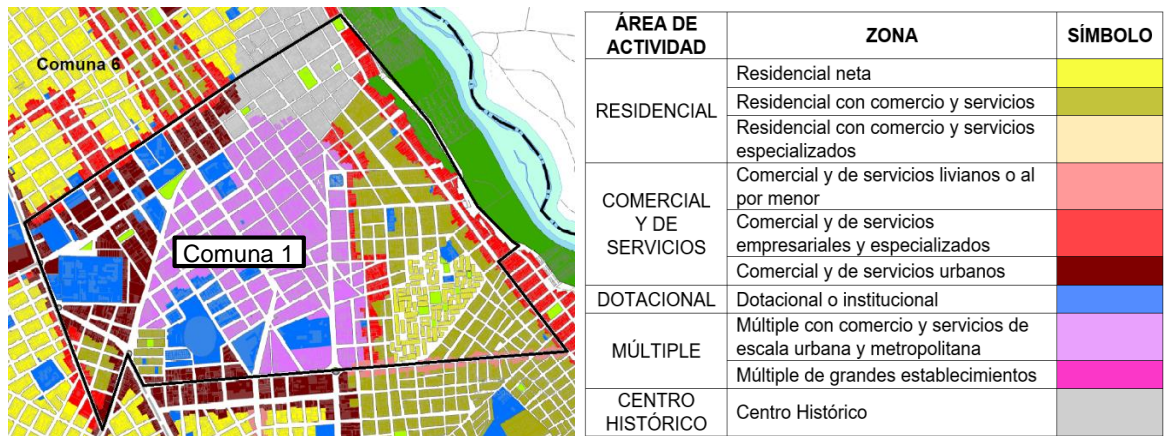 Comuna 6
Comuna 1
ÁREA DE
ACTIVIDAD
ZONA
SÍMBOLO
RESIDENCIAL
Residencial neta
Residencial con comercio y servicios
Residencial con comercio y servicios
especializados
COMERCIAL
Y DE
SERVICIOS
Comercial y de servicios livianos o al
por menor
Comercial y de servicios
empresariales y especializados
Comercial y de servicios urbanos
DOTACIONAL
Dotacional o institucional
MÚLTIPLE
Múltiple con comercio y servicios de
escala urbana y metropolitana
Múltiple de grandes establecimientos
CENTRO
HISTÓRICO
Centro Histórico